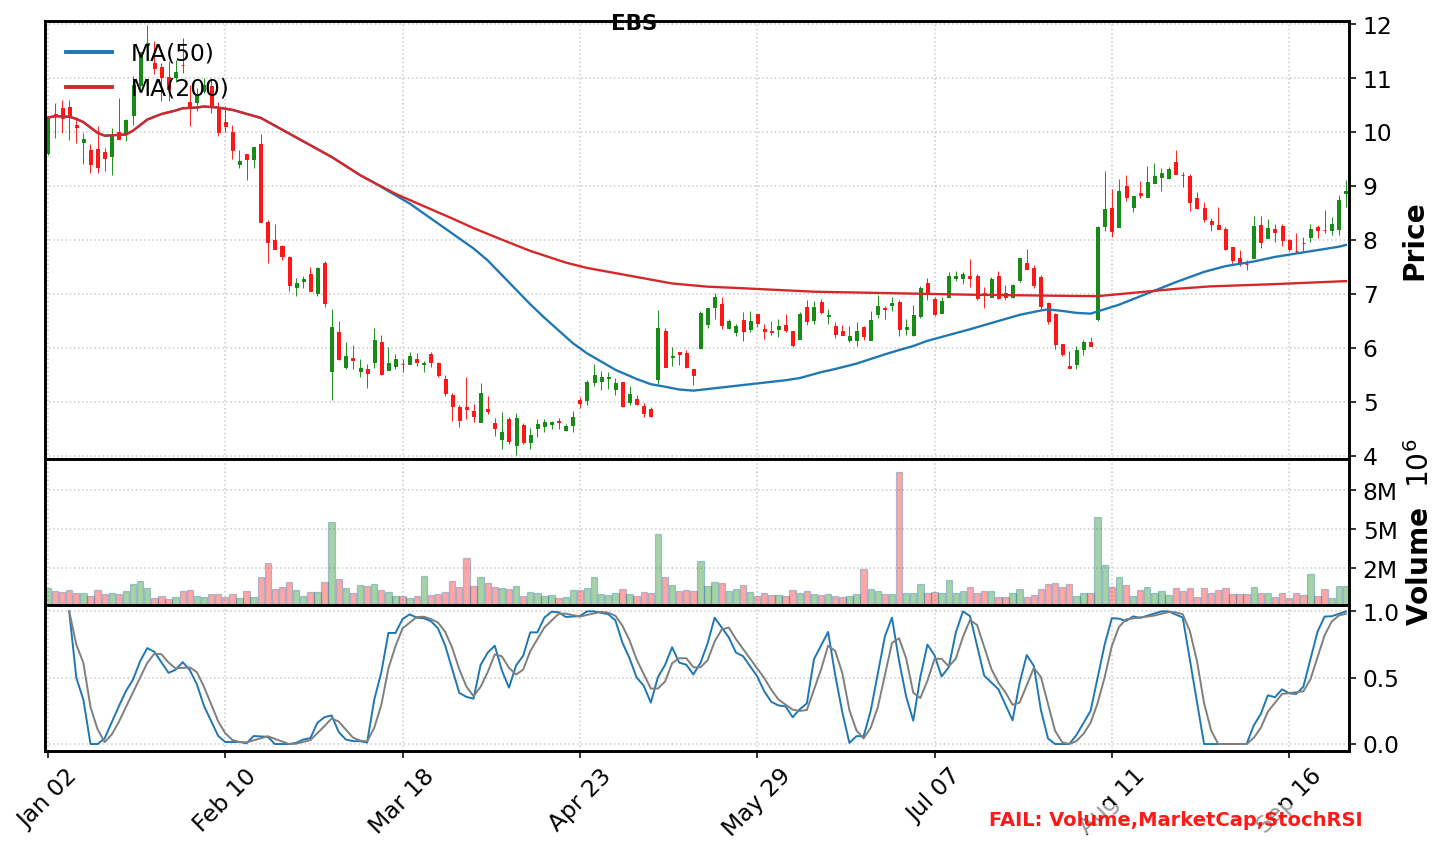 EBS
MA(50)
MA(200)
12
11
10
9
8
7
6
5
4
Price
8M
5M
2M
Volume 10^6
1.0
0.5
0.0
Jan 02
Feb 10
Mar 18
Apr 23
May 29
Jul 07
Aug 11
Sep 16
FAIL: Volume,MarketCap,StochRSI